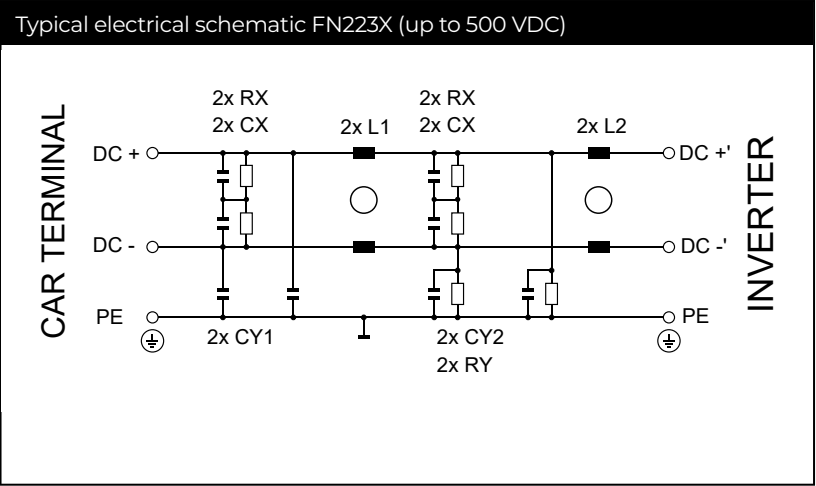 Typical electrical schematic FN223X (up to 500 VDC)
CAR TERMINAL
2x RX
2x CX
2x L1
2x RX
2x CX
2x L2
DC +
DC +'
DC -
DC -'
PE
PE
2x CY1
2x CY2
2x RY
INVERTER